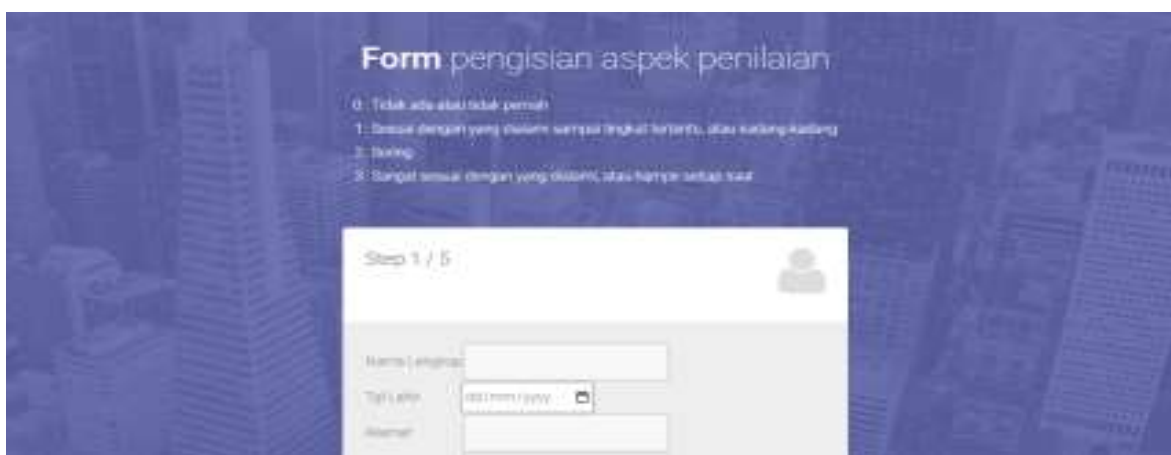 Form pengisian aspek penilaian
0 : Tidak ada atau tidak pernah
1 : Sesuai dengan yang dialami sampai tingkat tertentu, atau kadang-kadang
2 : Sering
3 : Sangat sesuai dengan yang dialami, atau hampir setiap saat
Step 1 / 5
Nama Lengkap
Tgl Lahir dd/mm/yyyy
Alamat